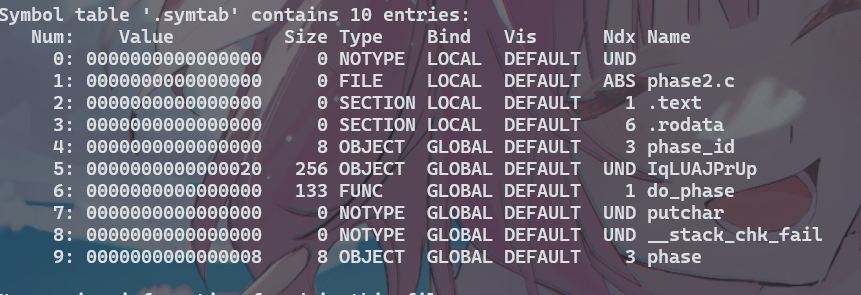 Symbol table '.symtab' contains 10 entries:
   Num:    Value          Size Type    Bind   Vis      Ndx Name
     0: 0000000000000000     0 NOTYPE  LOCAL  DEFAULT  UND
     1: 0000000000000000     0 FILE    LOCAL  DEFAULT  ABS phase2.c
     2: 0000000000000000     0 SECTION LOCAL  DEFAULT    1 .text
     3: 0000000000000000     0 SECTION LOCAL  DEFAULT    6 .rodata
     4: 0000000000000000     8 OBJECT  GLOBAL DEFAULT    3 phase_id
     5: 0000000000000020   256 OBJECT  GLOBAL DEFAULT  UND IqLUAJPrUp
     6: 0000000000000000   133 FUNC    GLOBAL DEFAULT    1 do_phase
     7: 0000000000000000     0 NOTYPE  GLOBAL DEFAULT  UND putchar
     8: 0000000000000000     0 NOTYPE  GLOBAL DEFAULT  UND __stack_chk_fail
     9: 0000000000000008     8 OBJECT  GLOBAL DEFAULT    3 phase